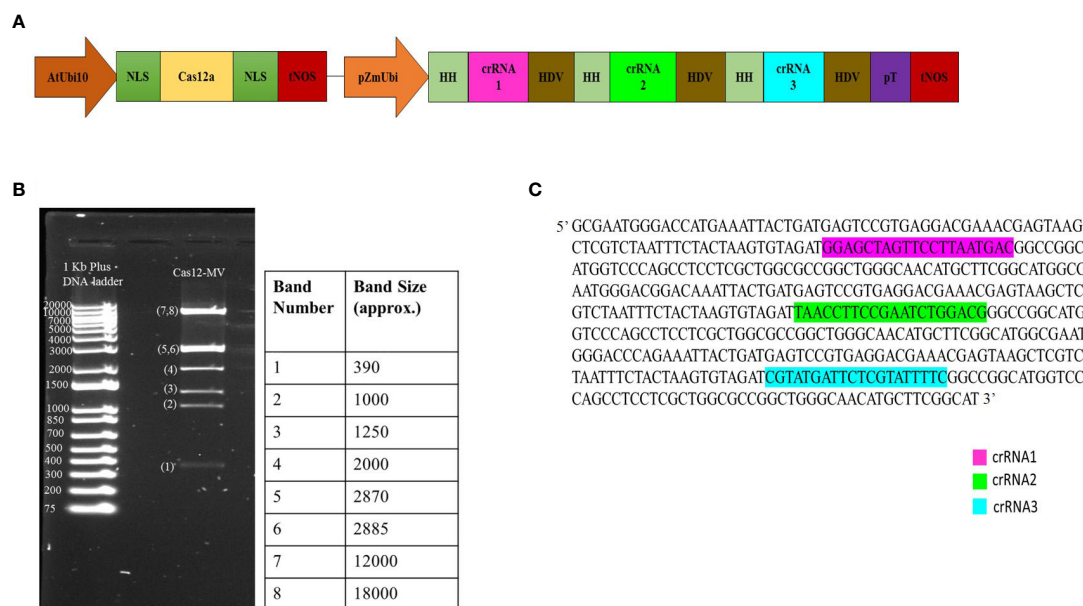 A
AtUbi10 NLS Cas12a NLS tNOS pZmUbi HH crRNA 1 HDV HH crRNA 2 HDV HH crRNA 3 HDV pT tNOS
B
1 Kb Plus -
DNA ladder
Cas12-MV
20000
10000
7000
5000
4000
3000
2000
1500
1000
850
700
500
400
300
200
75
(7,8)
(5,6)
(4)
(3)
(2)
(1)
Band Number Band Size (approx.)
1 390
2 1000
3 1250
4 2000
5 2870
6 2885
7 12000
8 18000
C
5’ GCGAATGGGACCATGAAATTACTGATGAGTCCGTGAGGACGAAACGAGTAAG
CTCGTCTAATTTCTACTAAGTGTAGATGGAGCTAGTTCCTTAATGACGGCCGGC
ATGGTCCCAGCCTCCTCGCTGGCGCCGGCTGGGCAACATGCTTCGGCATGGCG
AATGGGACGGACAAATTACTGATGAGTCCGTGAGGACGAAACGAGTAAGCTC
GTCTAATTTCTACTAAGTGTAGATTAACCTTCCGAATCTGGACGGGCCGGCATG
GTCCCAGCCTCCTCGCTGGCGCCGGCTGGGCAACATGCTTCGGCATGGCGAAT
GGGACCCAGAAATTACTGATGAGTCCGTGAGGACGAAACGAGTAAGCTCGTC
TAATTTCTACTAAGTGTAGATCGTATGATTCTCGTATTTTCGGCCGGCATGGTCC
CAGCCTCCTCGCTGGCGCCGGCTGGGCAACATGCTTCGGCAT 3’
crRNA1
crRNA2
crRNA3